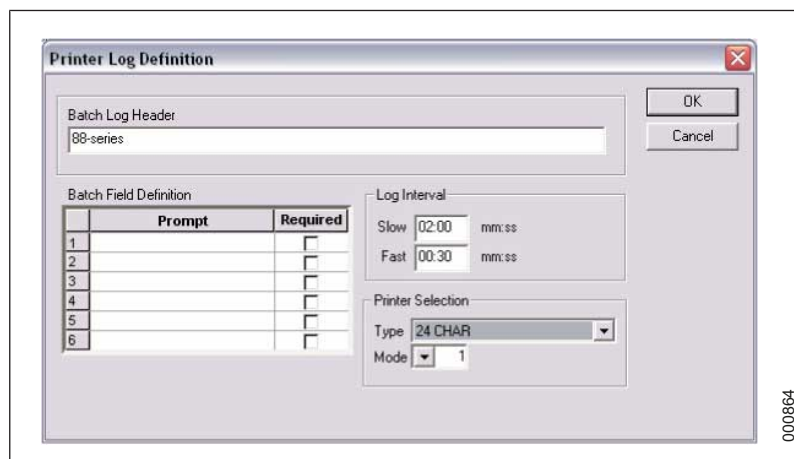 Printer Log Definition
OK
Cancel
Batch Log Header
88-series
Batch Field Definition
Prompt Required
1
2
3
4
5
6
Log Interval
Slow 02:00 mm:ss
Fast 00:30 mm:ss
Printer Selection
Type 24 CHAR
Mode 1
000864